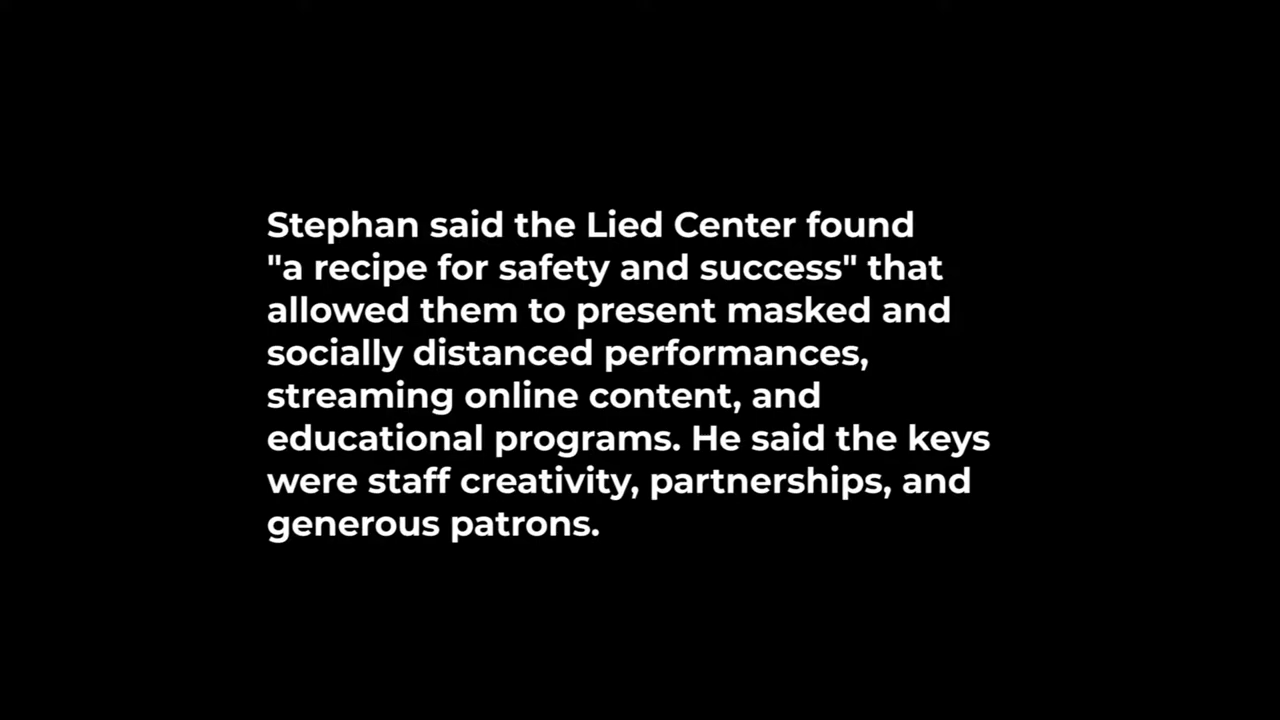 Stephan said the Lied Center found
"a recipe for safety and success" that
allowed them to present masked and
socially distanced performances,
streaming online content, and
educational programs. He said the keys
were staff creativity, partnerships, and
generous patrons.